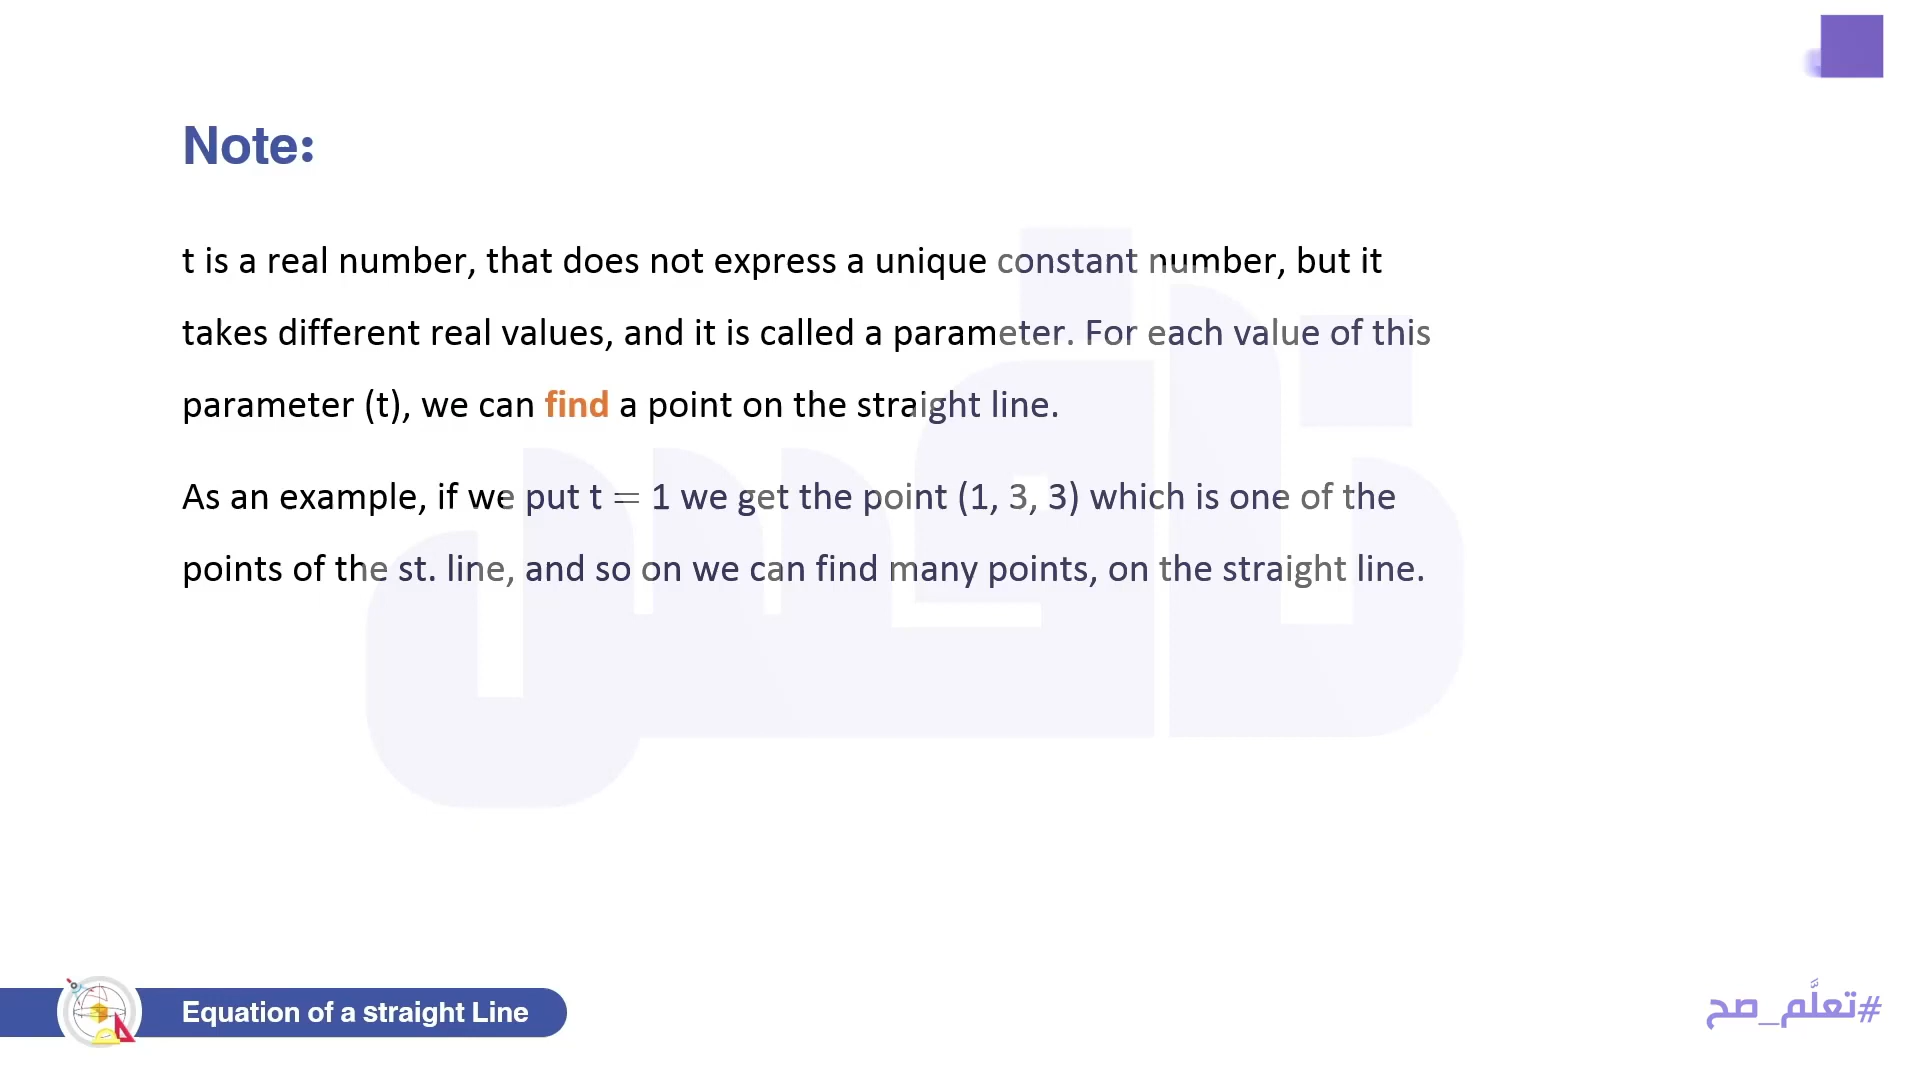 Note:
t is a real number, that does not express a unique constant number, but it
takes different real values, and it is called a parameter. For each value of this
parameter (t), we can find a point on the straight line.
As an example, if we put t = 1 we get the point (1, 3, 3) which is one of the
points of the st. line, and so on we can find many points, on the straight line.
Equation of a straight Line
#تعلَّم_صح